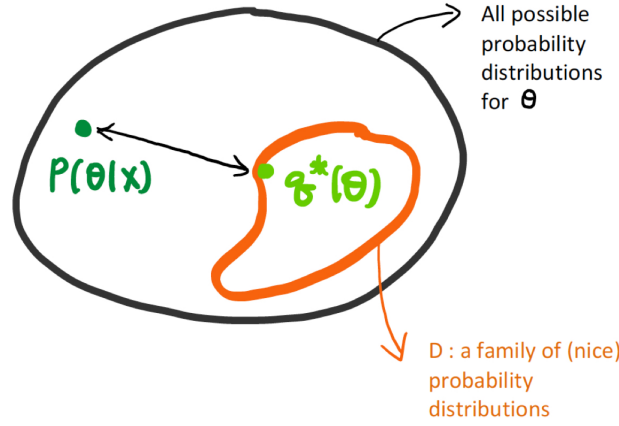 All possible
probability
distributions
for θ
P(θ|x)
q*(θ)
D : a family of (nice)
probability
distributions